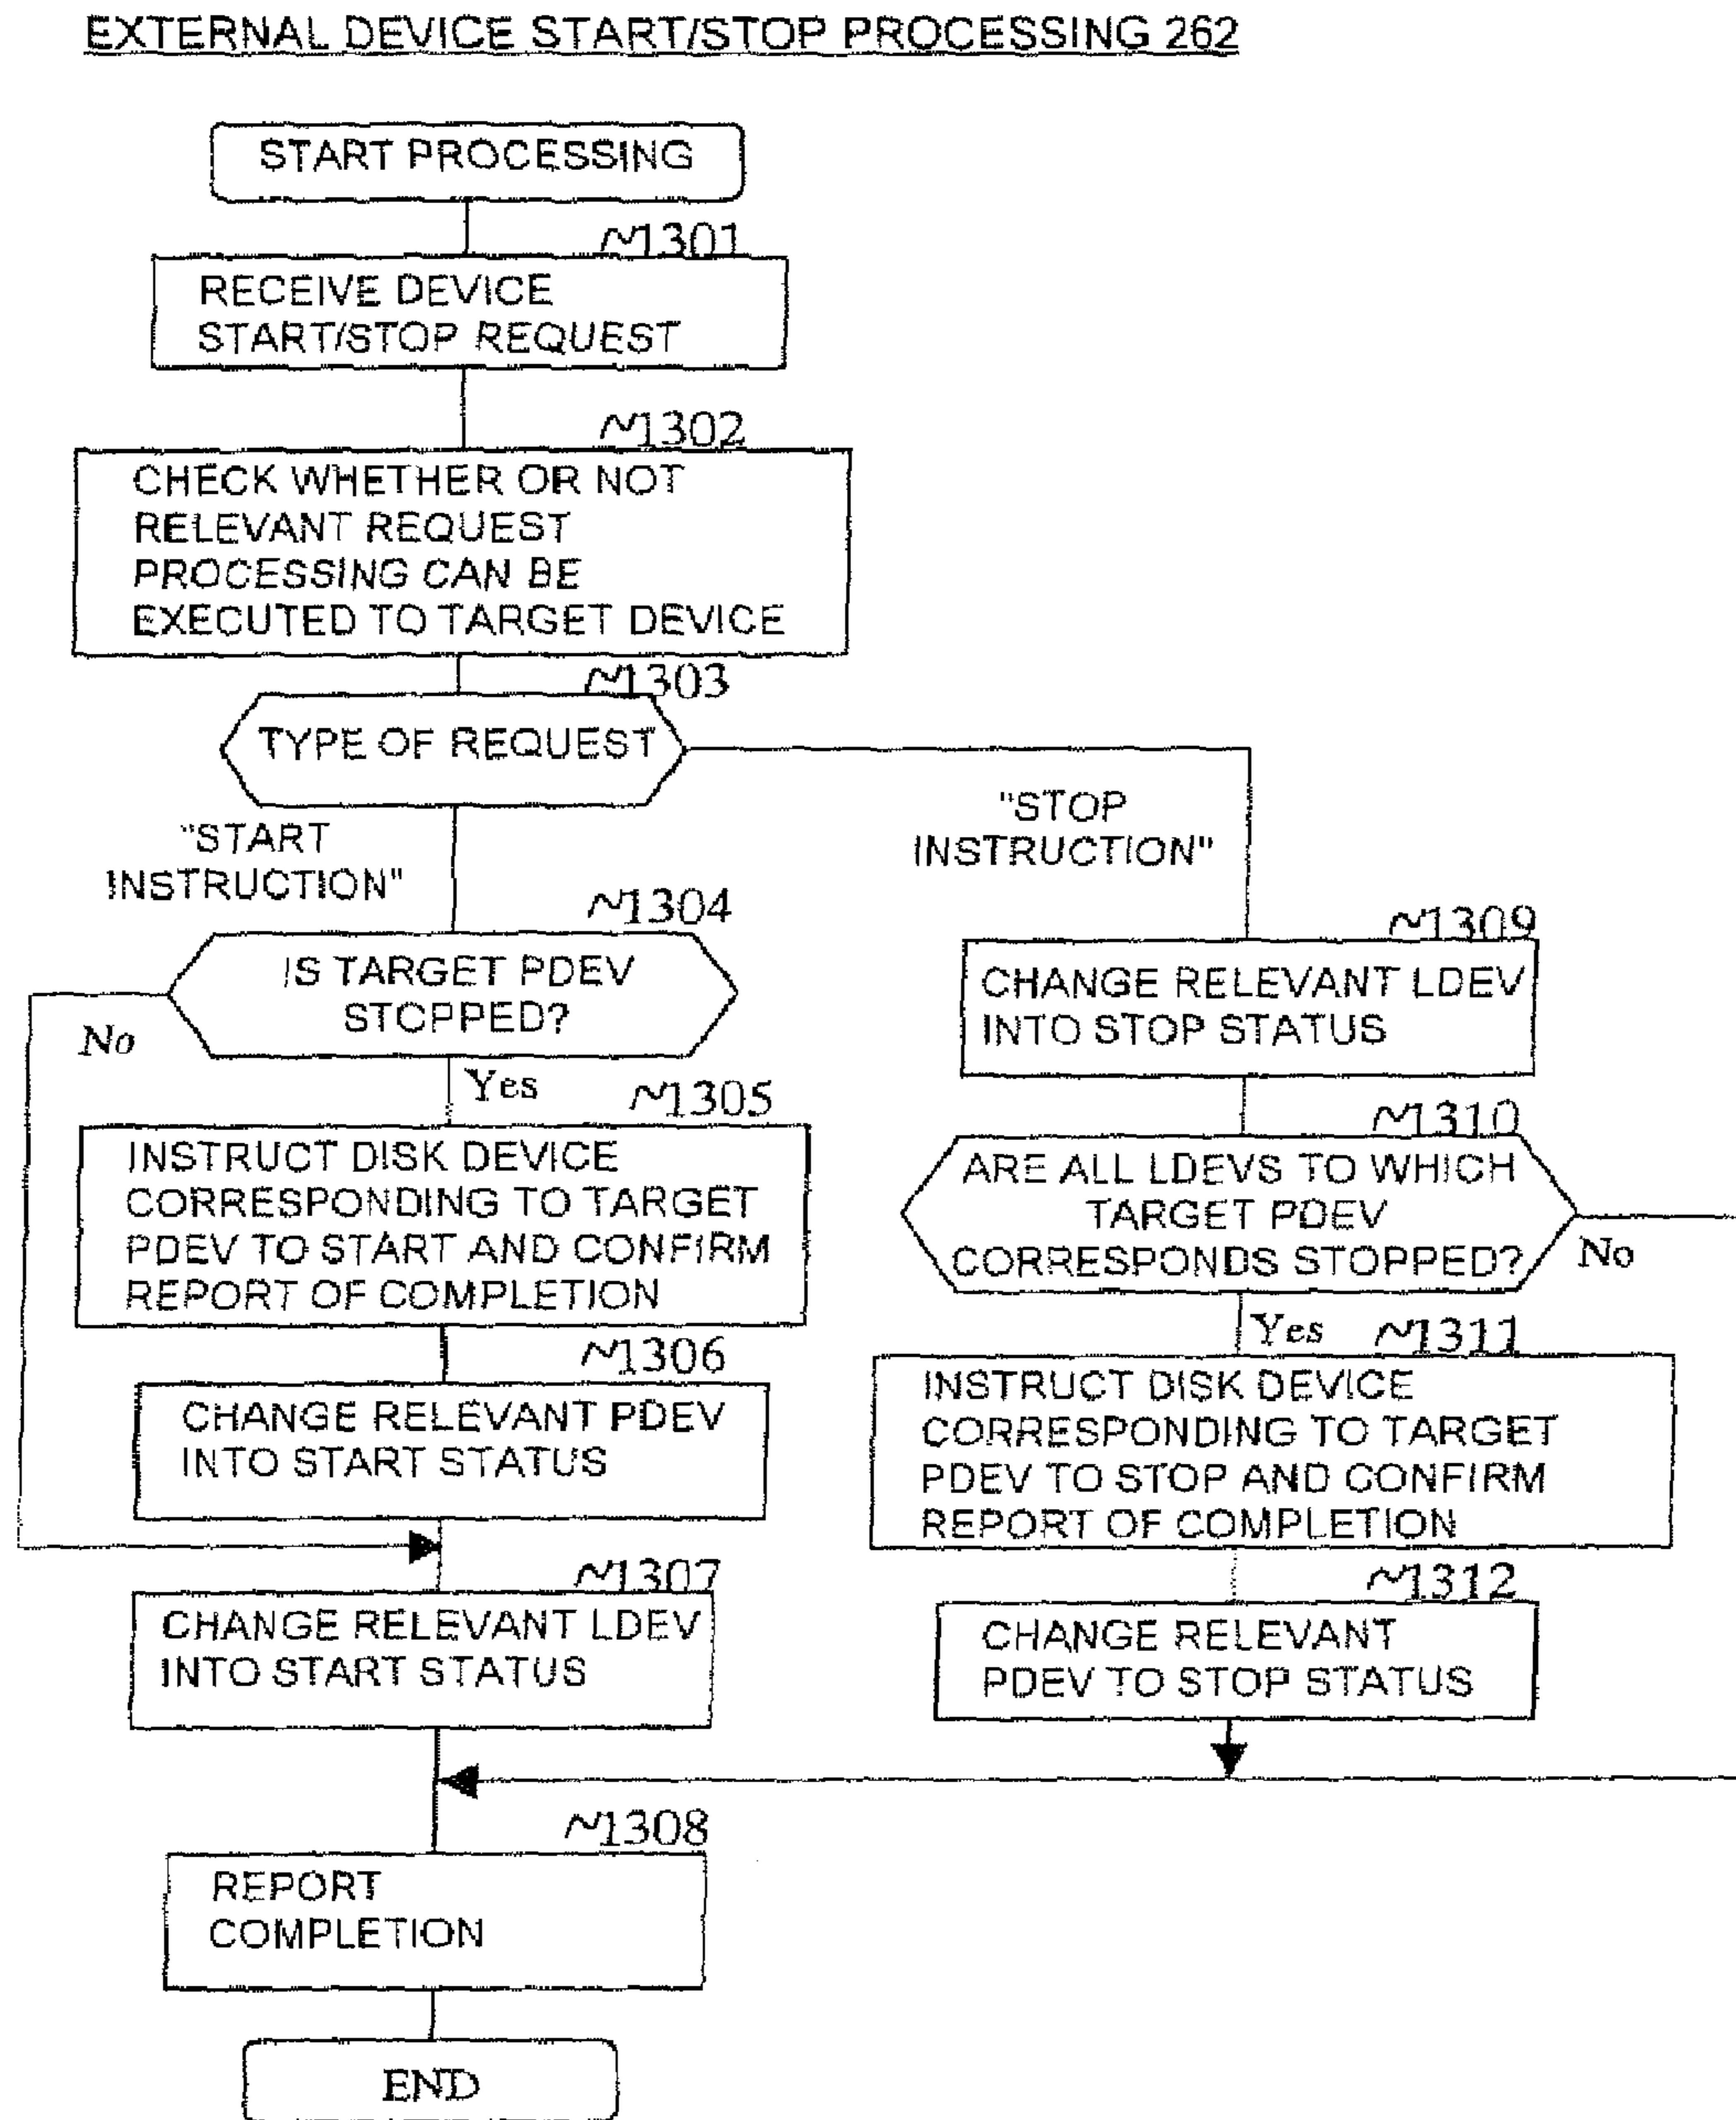 EXTERNAL DEVICE START/STOP PROCESSING 262
START PROCESSING
~1301
RECEIVE DEVICE
START/STOP REQUEST
~1302
CHECK WHETHER OR NOT
RELEVANT REQUEST
PROCESSING CAN BE
EXECUTED TO TARGET DEVICE
~1303
TYPE OF REQUEST
"START
INSTRUCTION"
~1304
IS TARGET PDEV
STOPPED?
No
Yes
~1305
INSTRUCT DISK DEVICE
CORRESPONDING TO TARGET
PDEV TO START AND CONFIRM
REPORT OF COMPLETION
~1306
CHANGE RELEVANT PDEV
INTO START STATUS
~1307
CHANGE RELEVANT LDEV
INTO START STATUS
"STOP
INSTRUCTION"
~1309
CHANGE RELEVANT LDEV
INTO STOP STATUS
~1310
ARE ALL LDEVS TO WHICH
TARGET PDEV
CORRESPONDS STOPPED?
No
Yes
~1311
INSTRUCT DISK DEVICE
CORRESPONDING TO TARGET
PDEV TO STOP AND CONFIRM
REPORT OF COMPLETION
~1312
CHANGE RELEVANT
PDEV TO STOP STATUS
~1308
REPORT
COMPLETION
END